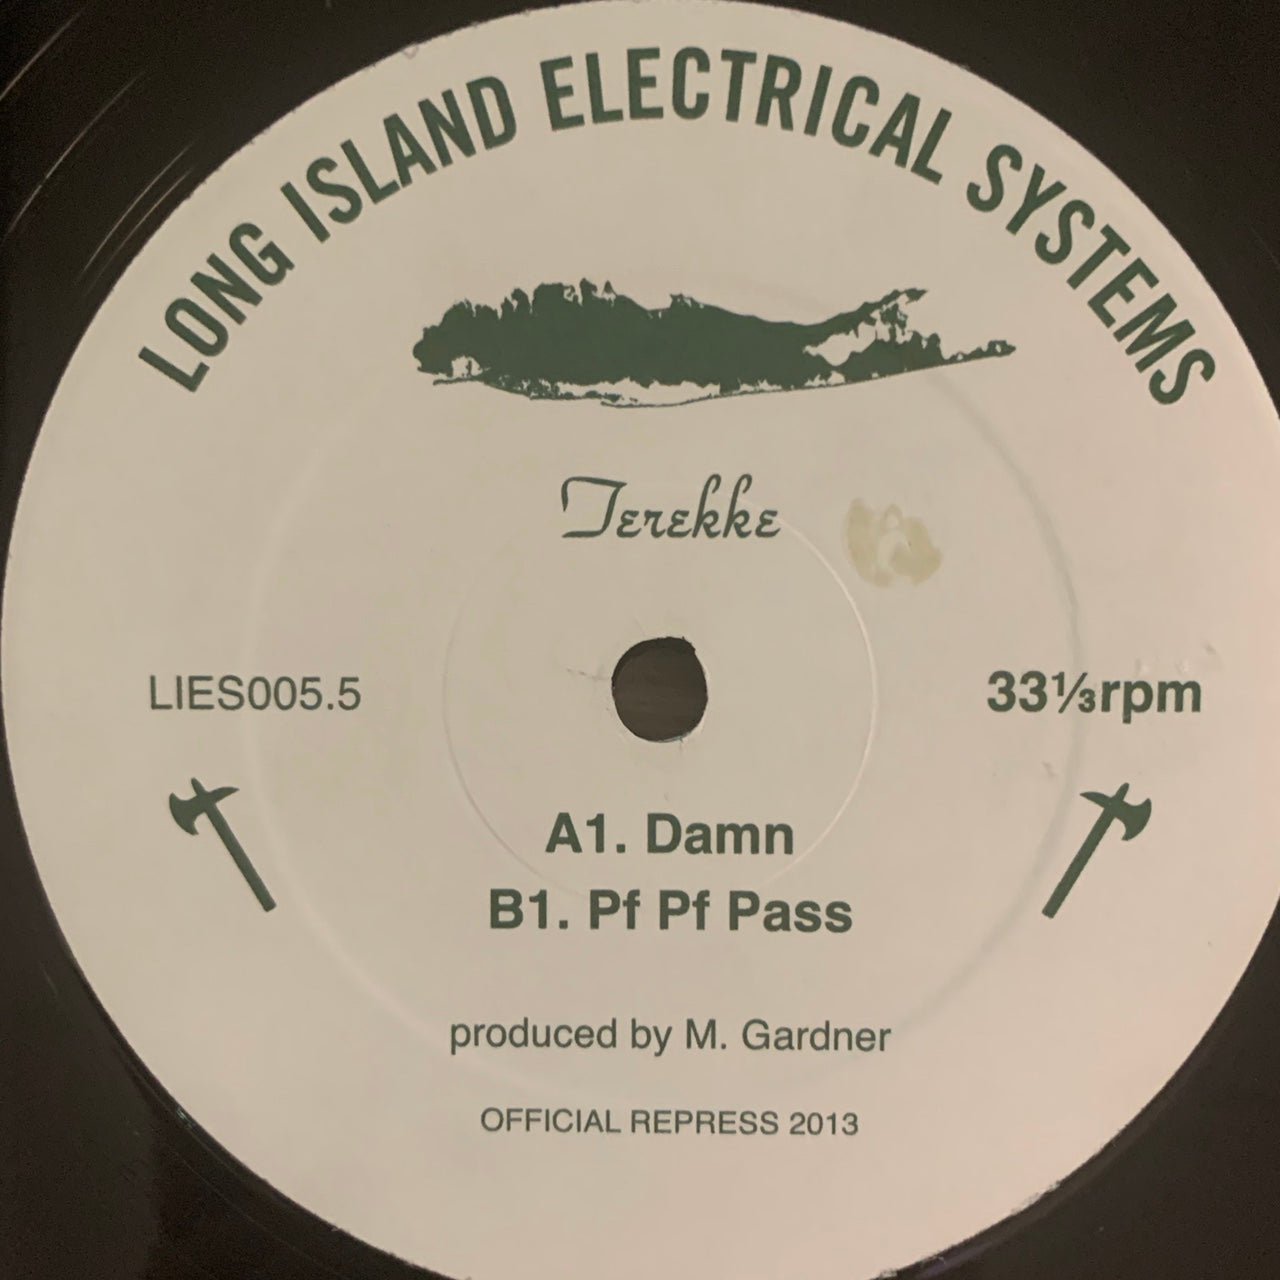 LONG ISLAND ELECTRICAL SYSTEMS
Terekke
LIES005.5
33⅓rpm
A1. Damn
B1. Pf Pf Pass
produced by M. Gardner
OFFICIAL REPRESS 2013